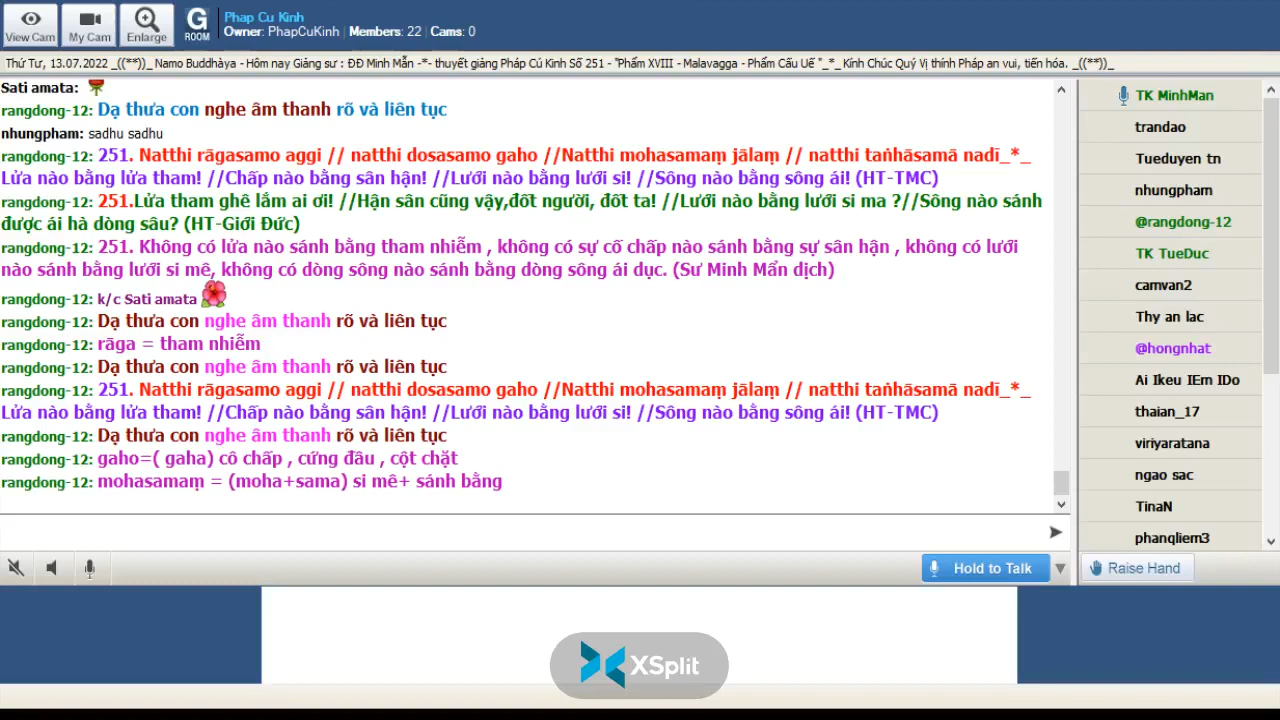 View Cam
My Cam
Enlarge
G
ROOM
Phap Cu Kinh
Owner: PhapCuKinh | Members: 22 | Cams: 0
Thứ Tư, 13.07.2022 _((**))_ Namo Buddhàya - Hôm nay Giảng sư : ĐĐ Minh Mẫn -*- thuyết giảng Pháp Cú Kinh Số 251 - "Phẩm XVIII - Malavagga - Phẩm Cấu Uế "_*_ Kính Chúc Quý Vị thính Pháp an vui, tiến hóa. _((**))_
Sati amata:
rangdong-12: Dạ thưa con nghe âm thanh rõ và liên tục
nhungpham: sadhu sadhu
rangdong-12: 251. Natthi rāgasamo aggi // natthi dosasamo gaho //Natthi mohasamaṃ jālaṃ // natthi taṅhāsamā nadī_*_
Lửa nào bằng lửa tham! //Chấp nào bằng sân hận! //Lưới nào bằng lưới si! //Sông nào bằng sông ái! (HT-TMC)
rangdong-12: 251.Lửa tham ghê lắm ai ơi! //Hận sân cũng vậy,đốt người, đốt ta! //Lưới nào bằng lưới si ma ?//Sông nào sánh
được ái hà dòng sâu? (HT-Giới Đức)
rangdong-12: 251. Không có lửa nào sánh bằng tham nhiễm , không có sự cố chấp nào sánh bằng sự sân hận , không có lưới
nào sánh bằng lưới si mê, không có dòng sông nào sánh bằng dòng sông ái dục. (Sư Minh Mẩn dịch)
rangdong-12: k/c Sati amata
rangdong-12: Dạ thưa con nghe âm thanh rõ và liên tục
rangdong-12: rāga = tham nhiễm
rangdong-12: Dạ thưa con nghe âm thanh rõ và liên tục
rangdong-12: 251. Natthi rāgasamo aggi // natthi dosasamo gaho //Natthi mohasamaṃ jālaṃ // natthi taṅhāsamā nadī_*_
Lửa nào bằng lửa tham! //Chấp nào bằng sân hận! //Lưới nào bằng lưới si! //Sông nào bằng sông ái! (HT-TMC)
rangdong-12: Dạ thưa con nghe âm thanh rõ và liên tục
rangdong-12: gaho=( gaha) cô chấp , cứng đầu , cột chặt
rangdong-12: mohasamaṃ = (moha+sama) si mê+ sánh bằng
TK MinhMan
trandao
Tueduyen tn
nhungpham
@rangdong-12
TK TueDuc
camvan2
Thy an lac
@hongnhat
Ai Ikeu IEm IDo
thaian_17
viriyaratana
ngao sac
TinaN
phanqliem3
Hold to Talk
Raise Hand
XSplit